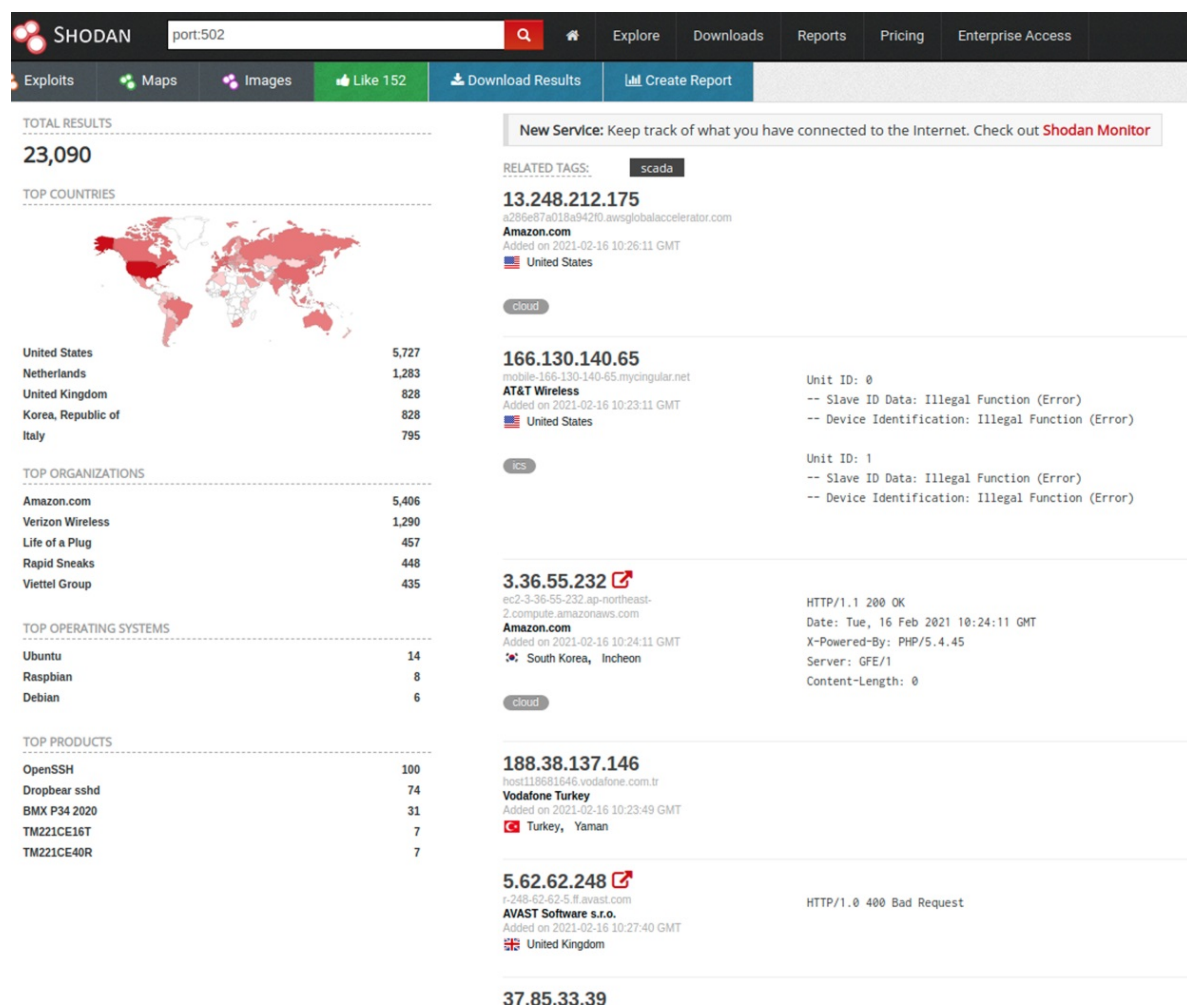 SHODAN
port:502
Explore
Downloads
Reports
Pricing
Enterprise Access
Exploits
Maps
Images
Like 152
Download Results
Create Report
TOTAL RESULTS
23,090
TOP COUNTRIES
United States 5,727
Netherlands 1,283
United Kingdom 828
Korea, Republic of 828
Italy 795
TOP ORGANIZATIONS
Amazon.com 5,406
Verizon Wireless 1,290
Life of a Plug 457
Rapid Sneaks 448
Viettel Group 435
TOP OPERATING SYSTEMS
Ubuntu 14
Raspbian 8
Debian 6
TOP PRODUCTS
OpenSSH 100
Dropbear sshd 74
BMX P34 2020 31
TM221CE16T 7
TM221CE40R 7
New Service: Keep track of what you have connected to the Internet. Check out Shodan Monitor
RELATED TAGS: scada
13.248.212.175
a286e87a018a942f0.awsglobalaccelerator.com
Amazon.com
Added on 2021-02-16 10:26:11 GMT
United States
cloud
166.130.140.65
mobile-166-130-140-65.mycingular.net
AT&T Wireless
Added on 2021-02-16 10:23:11 GMT
United States
ics
Unit ID: 0
-- Slave ID Data: Illegal Function (Error)
-- Device Identification: Illegal Function (Error)
Unit ID: 1
-- Slave ID Data: Illegal Function (Error)
-- Device Identification: Illegal Function (Error)
3.36.55.232
ec2-3-36-55-232.ap-northeast-
2.compute.amazonaws.com
Amazon.com
Added on 2021-02-16 10:24:11 GMT
South Korea, Incheon
cloud
HTTP/1.1 200 OK
Date: Tue, 16 Feb 2021 10:24:11 GMT
X-Powered-By: PHP/5.4.45
Server: GFE/1
Content-Length: 0
188.38.137.146
host118681646.vodafone.com.tr
Vodafone Turkey
Added on 2021-02-16 10:23:49 GMT
Turkey, Yaman
5.62.62.248
r-248-62-62-5.ff.avast.com
AVAST Software s.r.o.
Added on 2021-02-16 10:27:40 GMT
United Kingdom
HTTP/1.0 400 Bad Request
37.85.33.39